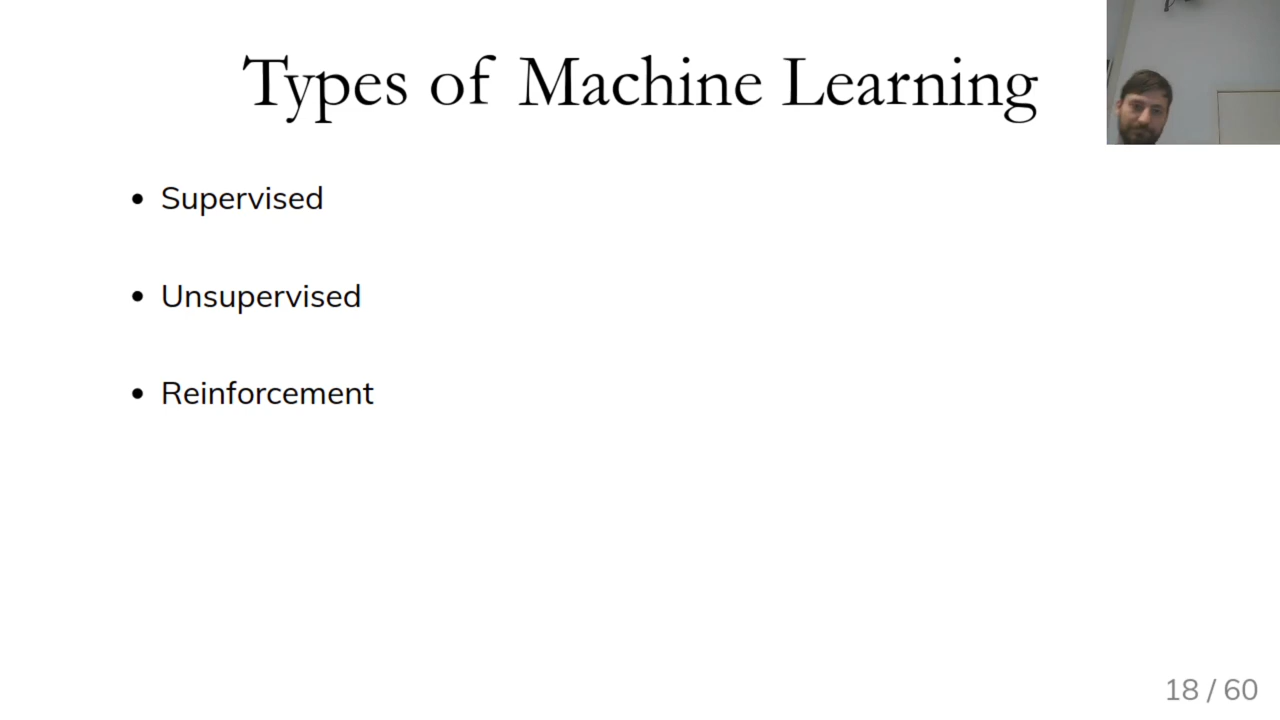 Types of Machine Learning
• Supervised
• Unsupervised
• Reinforcement
18 / 60